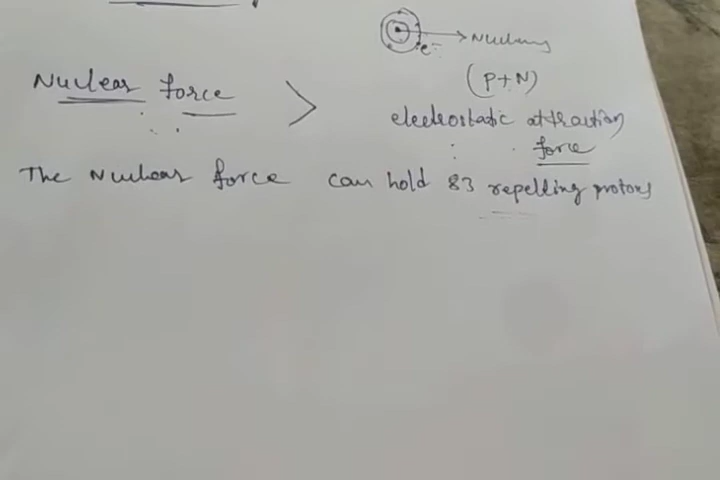 e⁻
→ Nucleus
(P+N)
Nuclear force > electrostatic attraction
force
The Nuclear force can hold 83 repelling protons